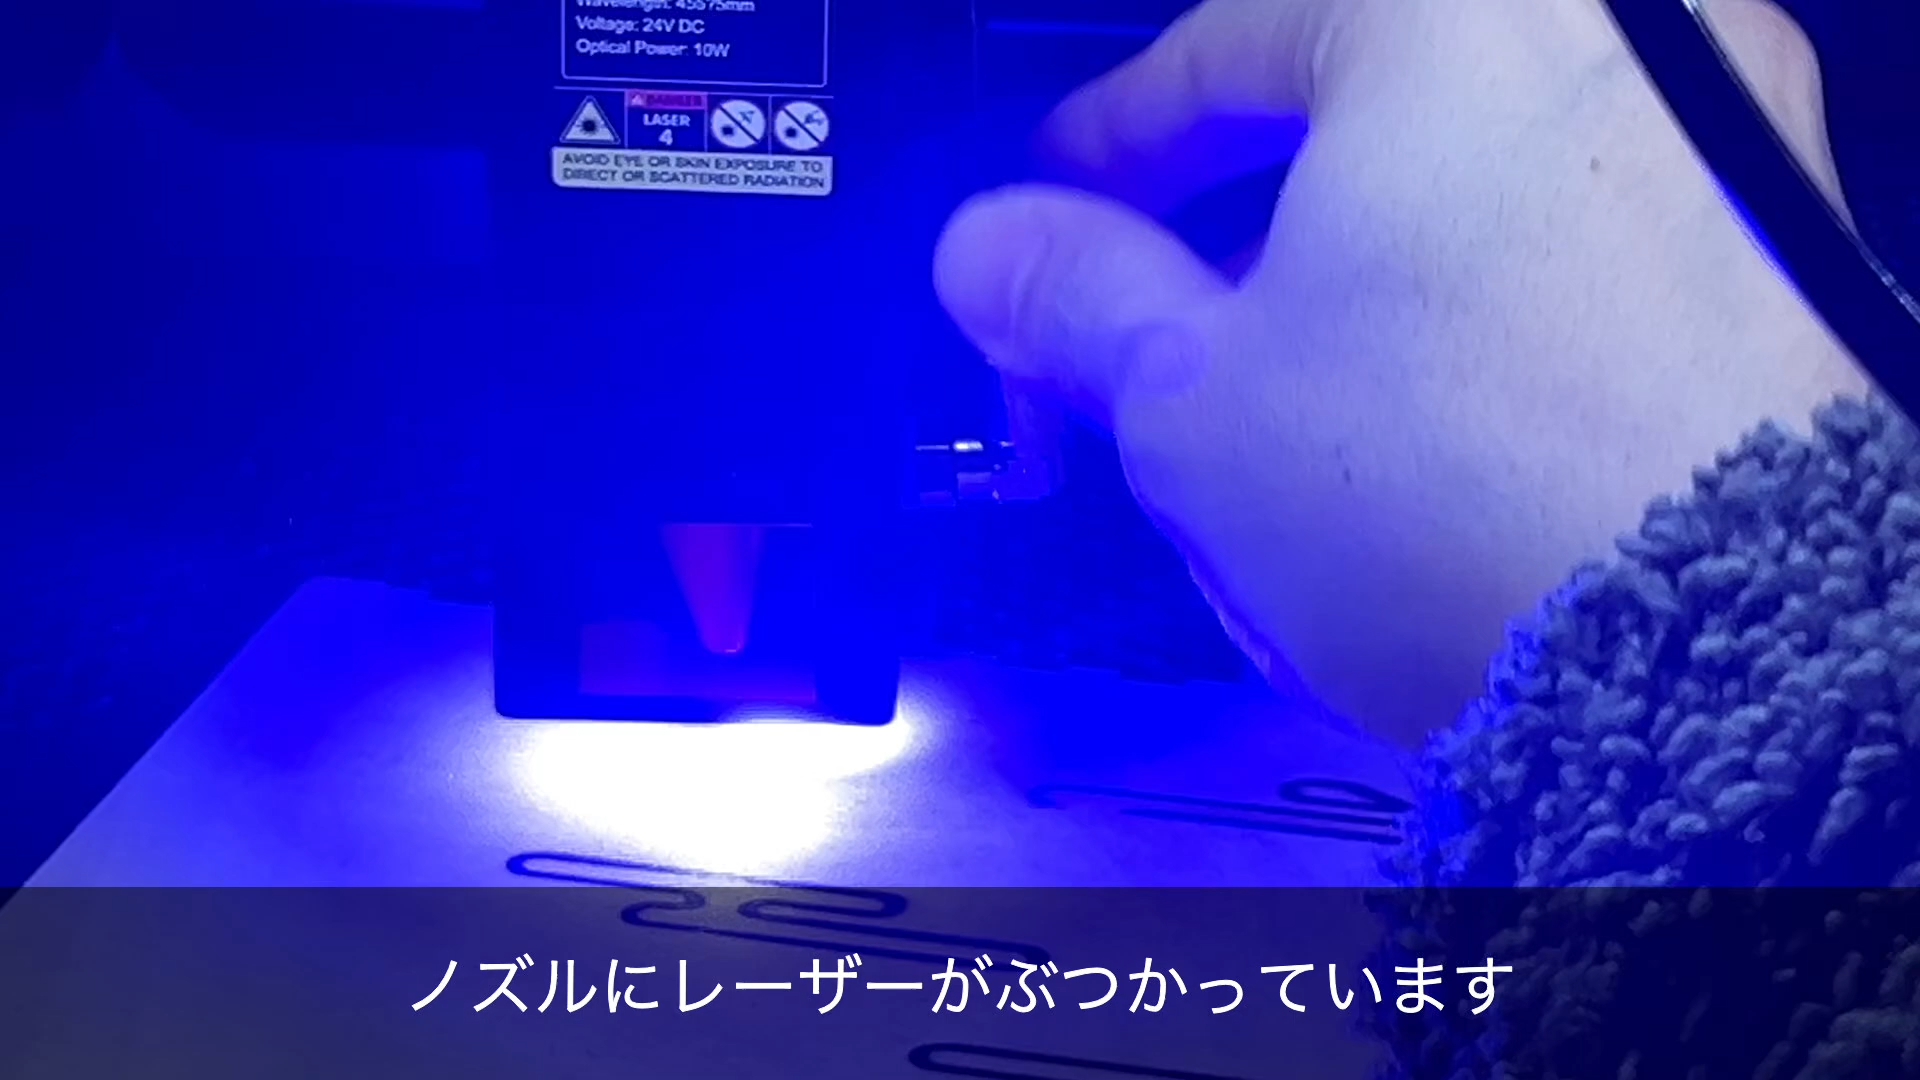 Voltage: 24V DC
Optical Power: 10W
DANGER
LASER
4
AVOID EYE OR SKIN EXPOSURE TO
DIRECT OR SCATTERED RADIATION
ノズルにレーザーがぶつかっています